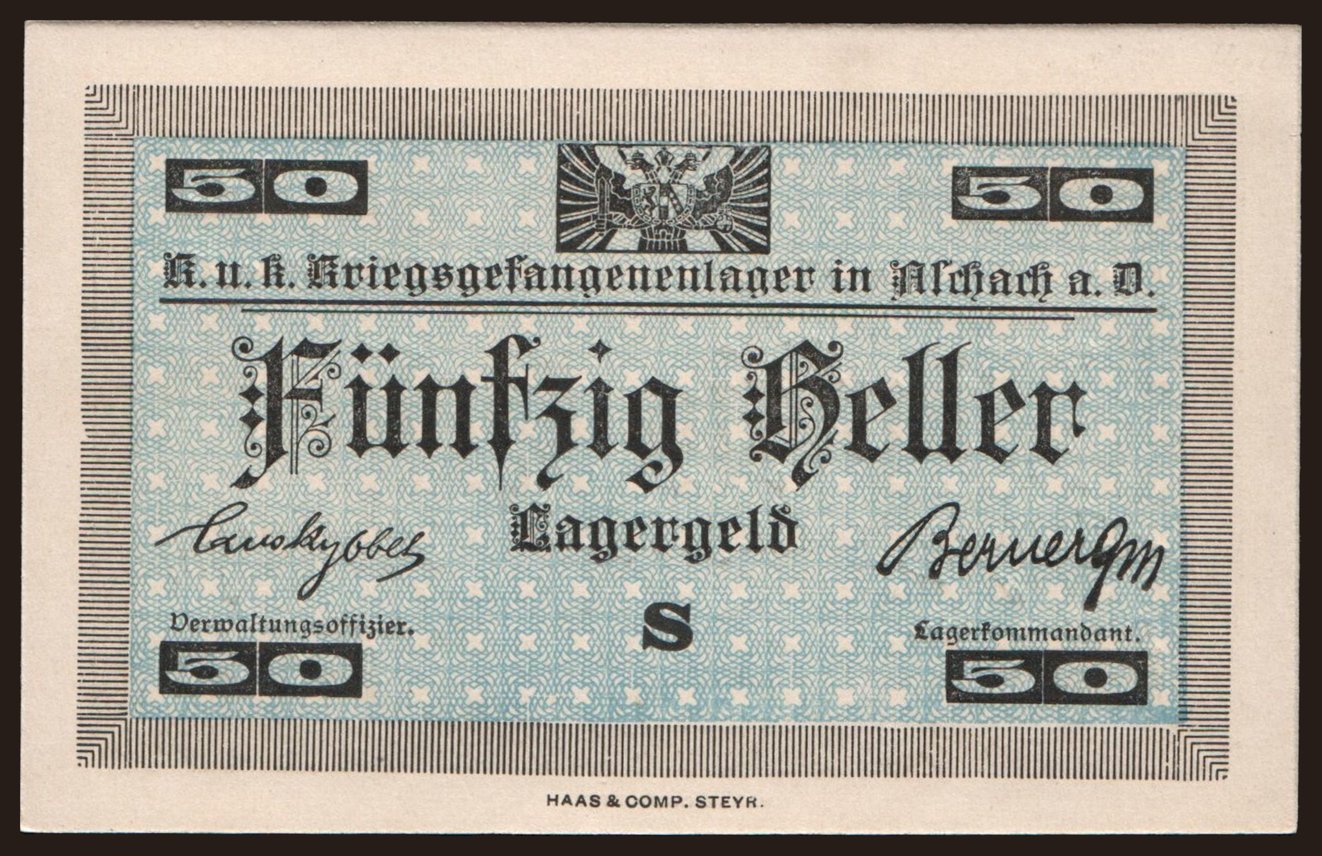 50 50
K. u. k. Kriegsgefangenenlager in Aschach a. D.
Fünfzig Heller
Lagergeld
Verwaltungsoffizier. S Lagerkommandant.
50 50
HAAS & COMP. STEYR.